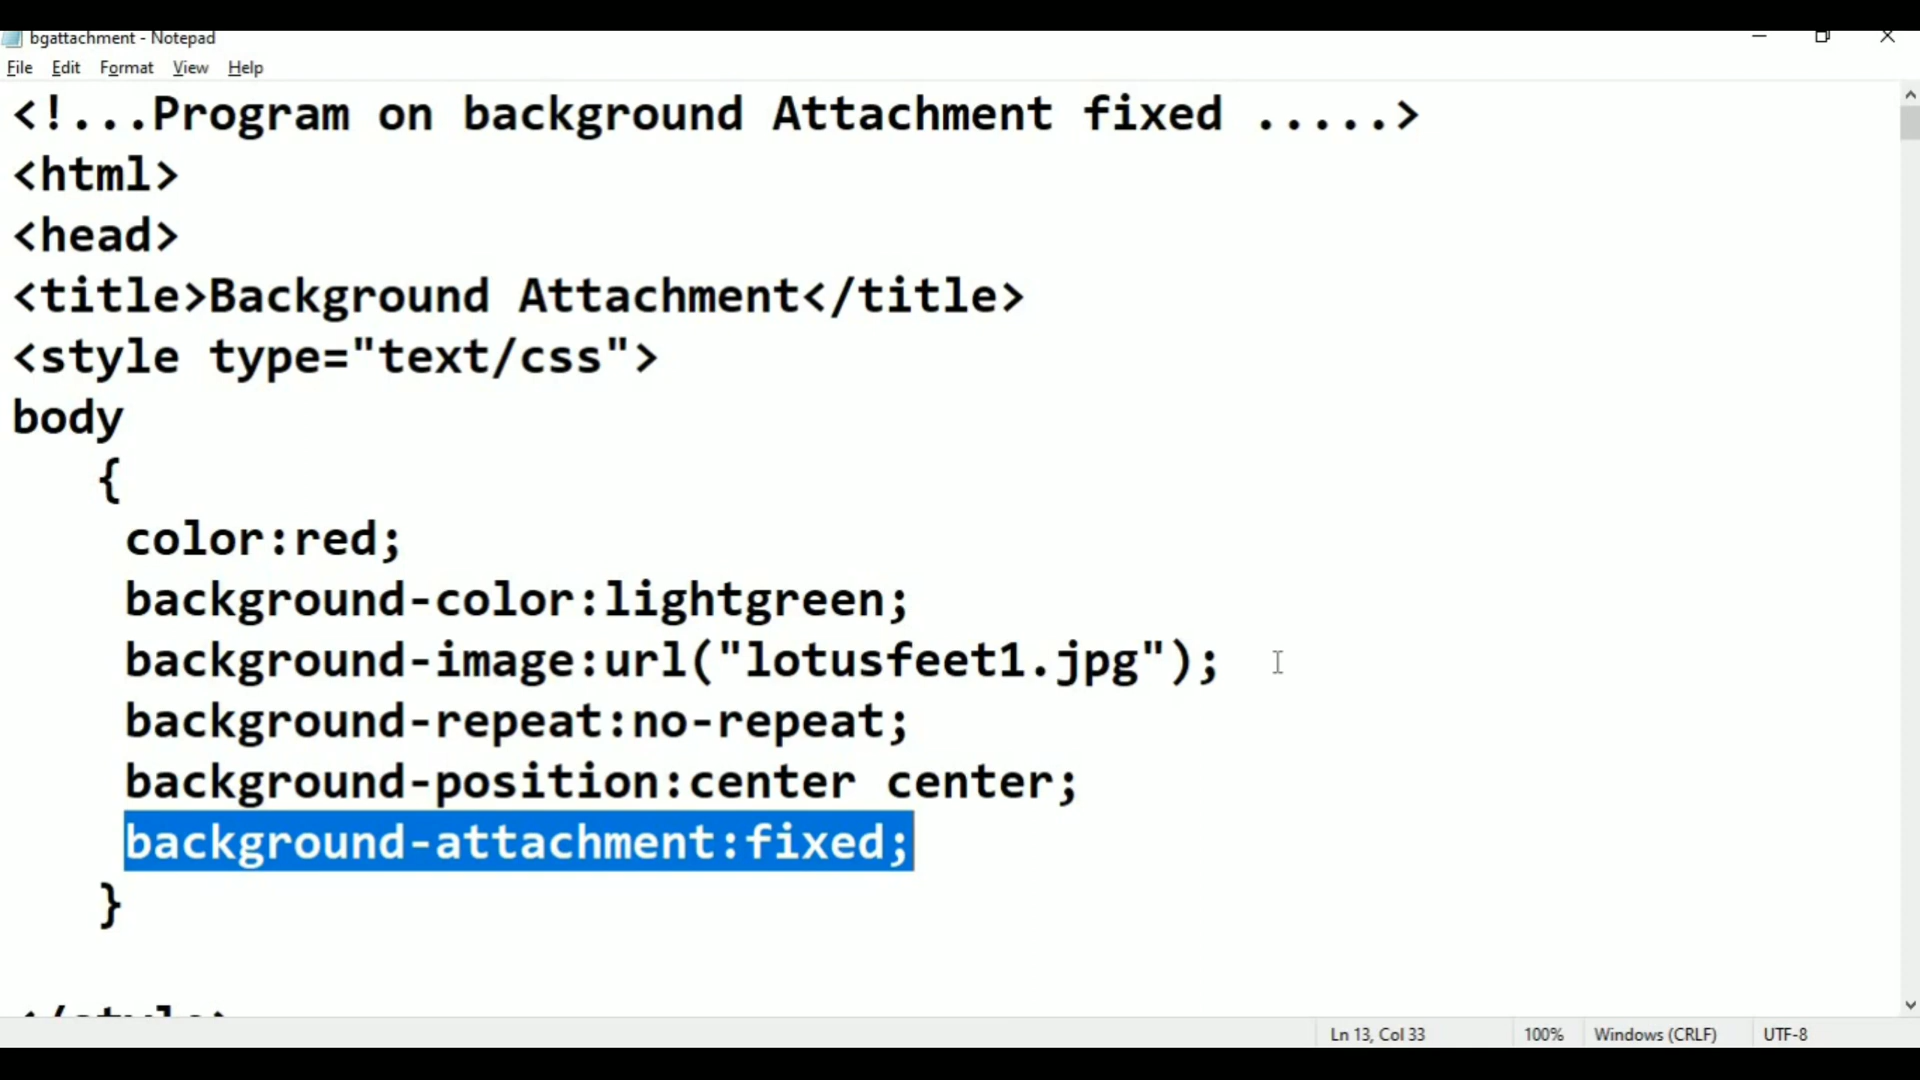 bgattachment - Notepad
File Edit Format View Help
<!...Program on background Attachment fixed .....>
<html>
<head>
<title>Background Attachment</title>
<style type="text/css">
body
{
color:red;
background-color:lightgreen;
background-image:url("lotusfeet1.jpg");
background-repeat:no-repeat;
background-position:center center;
background-attachment:fixed;
}
</style>
Ln 13, Col 33 100% Windows (CRLF) UTF-8